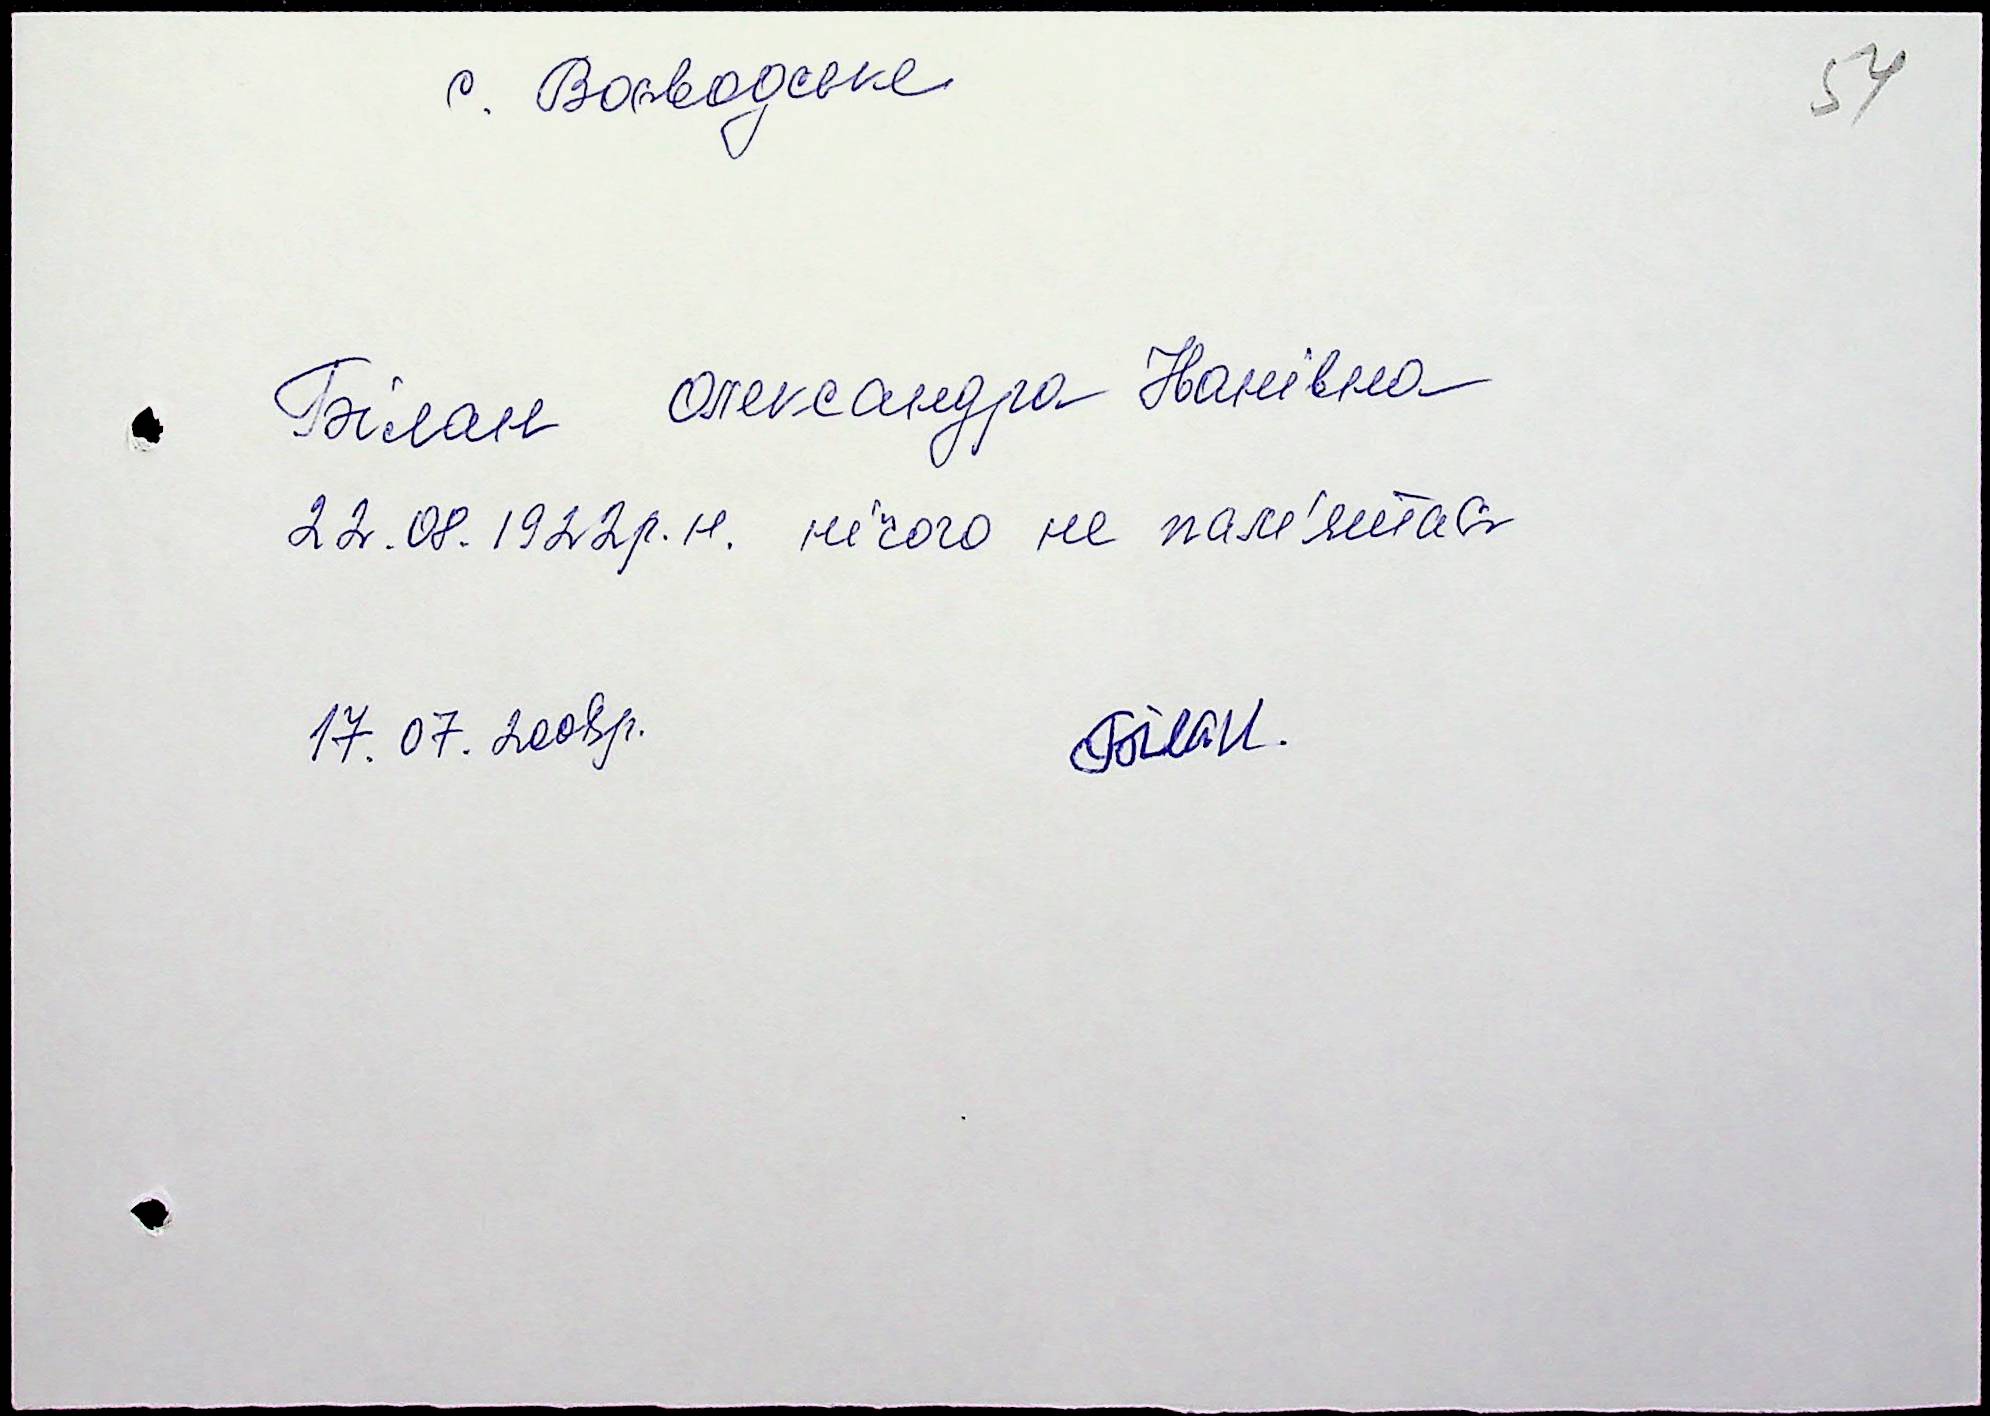 с. Воєводське
54
Білан Олександра Іванівна
22.08.1922р.н. нічого не пам'ятає
17.07.2008р. Білан.